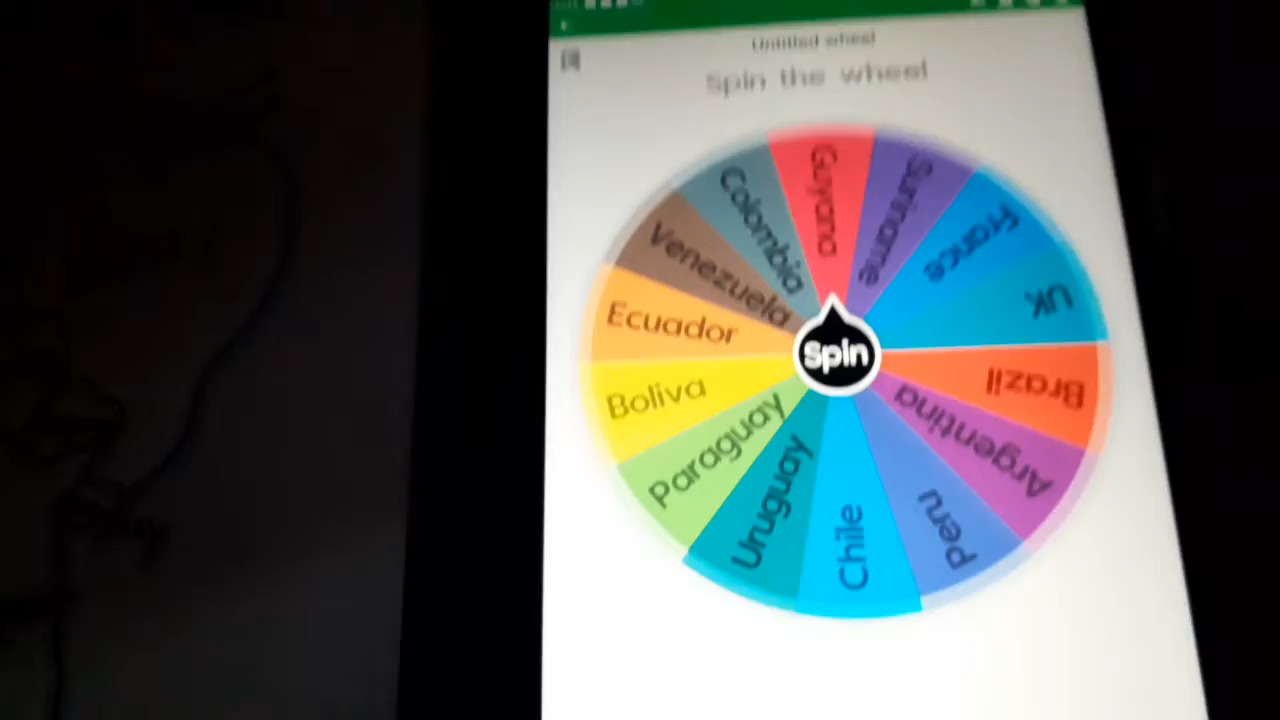 Untitled wheel
Spin the wheel
Guyana
Suriname
France
UK
Brazil
Argentina
Peru
Chile
Uruguay
Paraguay
Boliva
Ecuador
Venezuela
Colombia
Spin